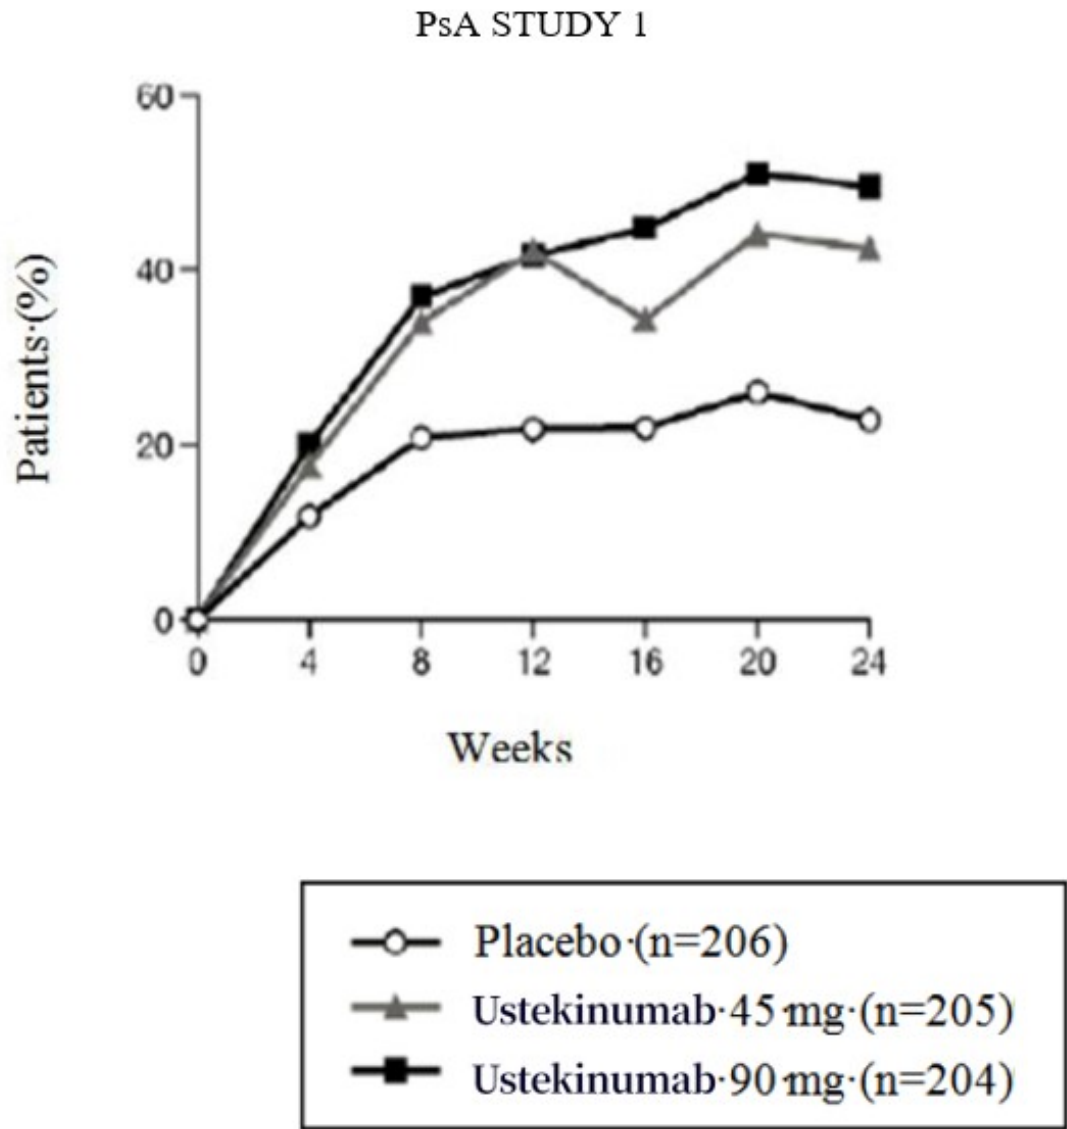 PsA STUDY 1
60
40
20
0
Patients·(%)
0 4 8 12 16 20 24
Weeks
Placebo·(n=206)
Ustekinumab·45·mg·(n=205)
Ustekinumab·90·mg·(n=204)